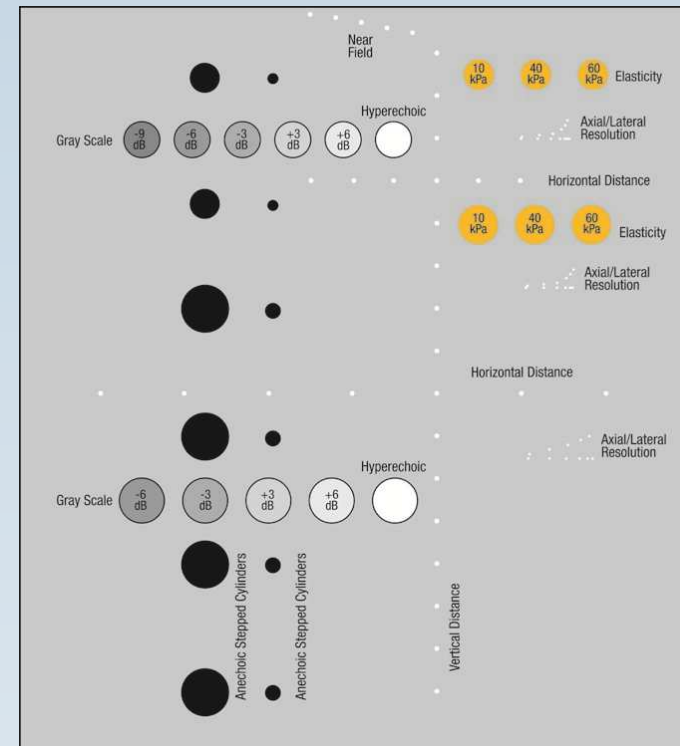 Near
Field
10
kPa
40
kPa
60
kPa
Elasticity
Hyperechoic
Gray Scale
-9
dB
-6
dB
-3
dB
+3
dB
+6
dB
Axial/Lateral
Resolution
Horizontal Distance
10
kPa
40
kPa
60
kPa
Elasticity
Axial/Lateral
Resolution
Horizontal Distance
Axial/Lateral
Resolution
Hyperechoic
Gray Scale
-6
dB
-3
dB
+3
dB
+6
dB
Anechoic Stepped Cylinders
Anechoic Stepped Cylinders
Vertical Distance